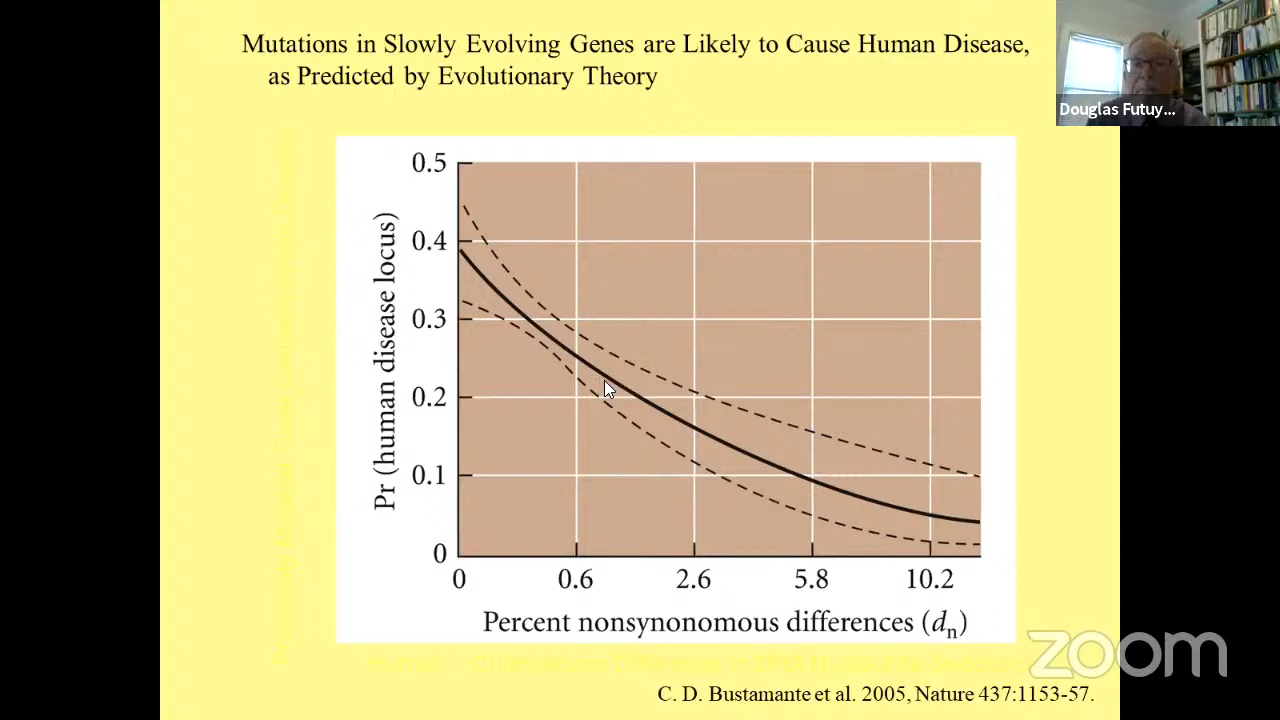 Mutations in Slowly Evolving Genes are Likely to Cause Human Disease,
as Predicted by Evolutionary Theory
Douglas Futuy...
0.5
0.4
0.3
0.2
0.1
0
Pr (human disease locus)
0 0.6 2.6 5.8 10.2
Percent nonsynonomous differences (dn)
zoom
C. D. Bustamante et al. 2005, Nature 437:1153-57.